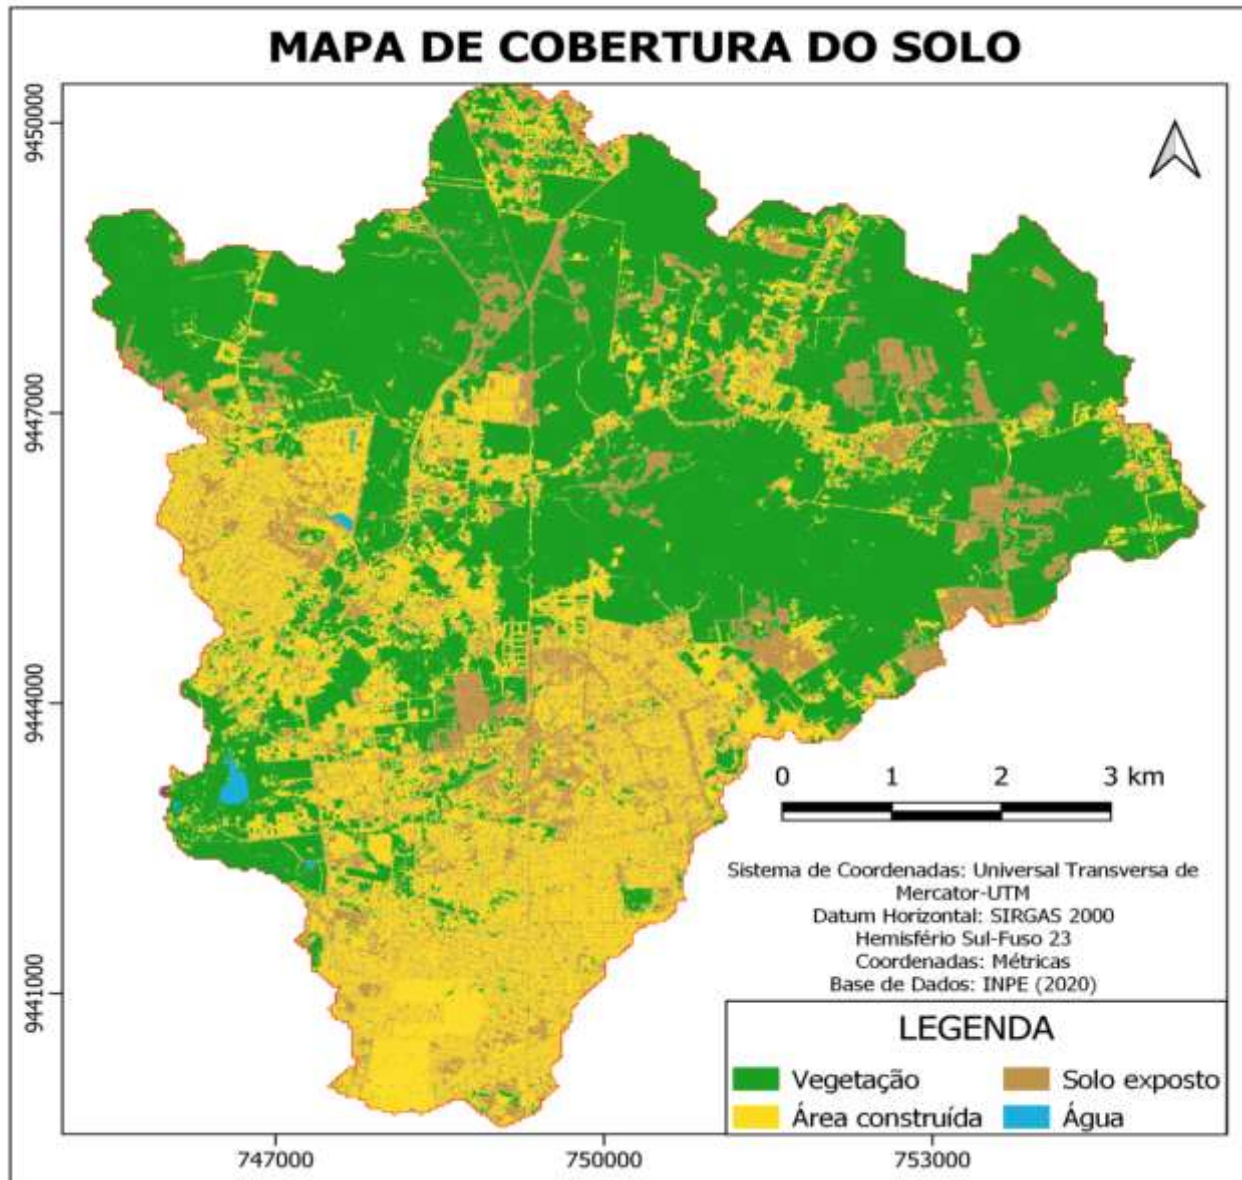 MAPA DE COBERTURA DO SOLO
9450000
9447000
9444000
9441000
0 1 2 3 km
Sistema de Coordenadas: Universal Transversa de
Mercator-UTM
Datum Horizontal: SIRGAS 2000
Hemisfério Sul-Fuso 23
Coordenadas: Métricas
Base de Dados: INPE (2020)
LEGENDA
Vegetação Solo exposto
Área construída Água
747000 750000 753000